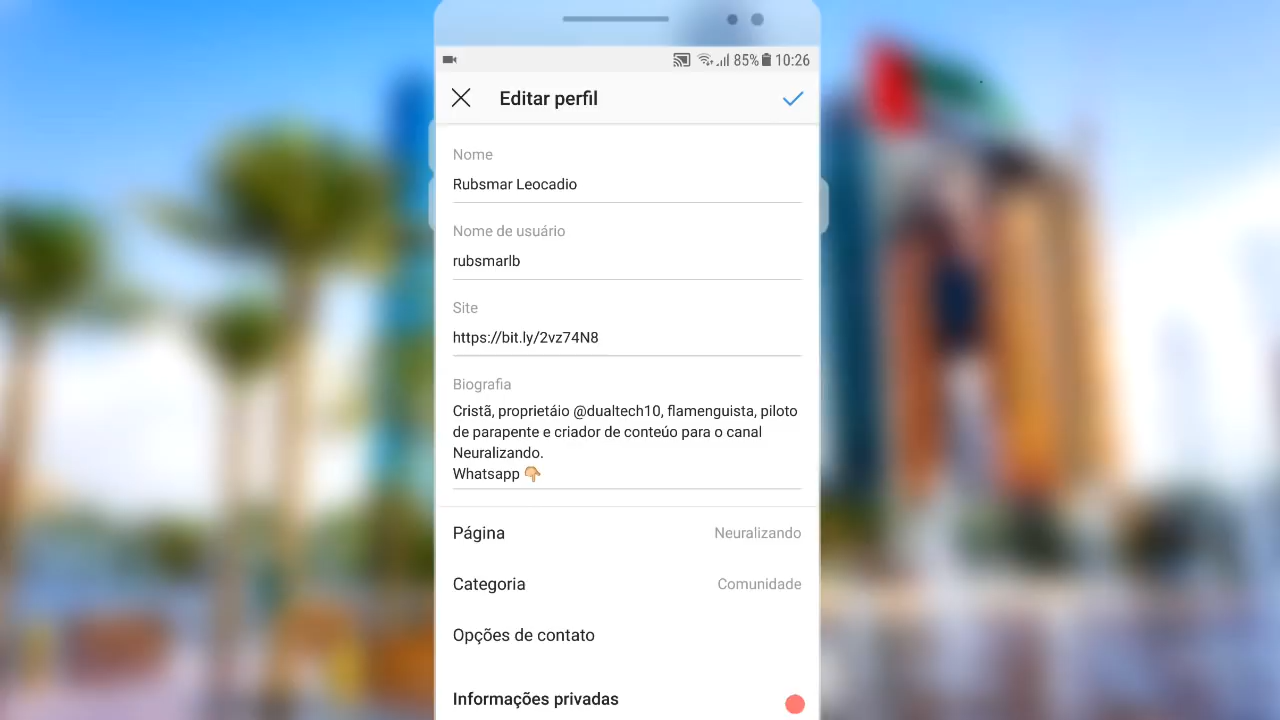 85% 10:26
Editar perfil
Nome
Rubsmar Leocadio
Nome de usuário
rubsmarlb
Site
https://bit.ly/2vz74N8
Biografia
Cristã, proprietáio @dualtech10, flamenguista, piloto
de parapente e criador de conteúo para o canal
Neuralizando.
Whatsapp 👇🏼
Página Neuralizando
Categoria Comunidade
Opções de contato
Informações privadas